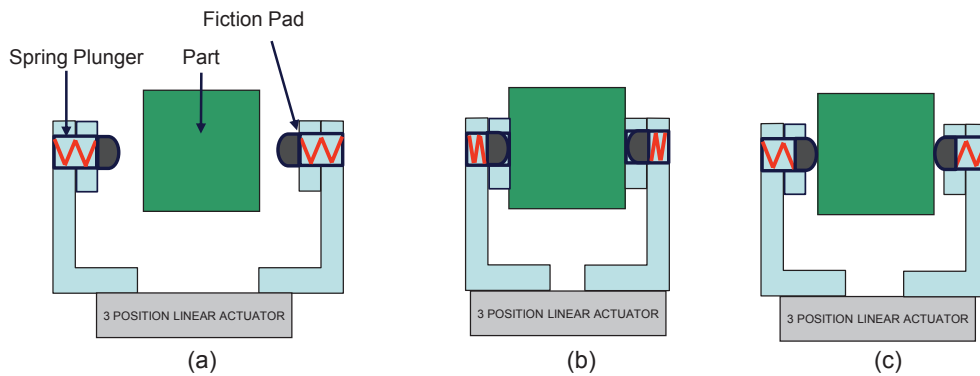 Fiction Pad
Spring Plunger
Part
3 POSITION LINEAR ACTUATOR
3 POSITION LINEAR ACTUATOR
3 POSITION LINEAR ACTUATOR
(a)
(b)
(c)